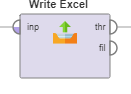 Write Excel
inp thr
fil